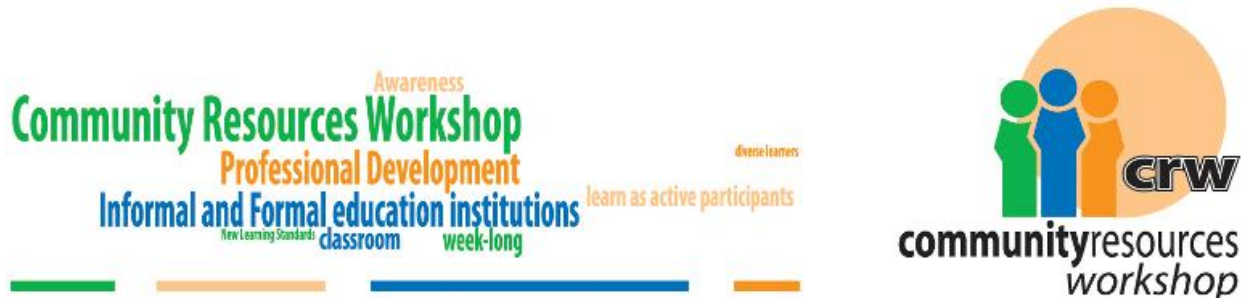 Awareness
Community Resources Workshop
Professional Development
diverse learners
Informal and Formal education institutions
learn as active participants
New Learning Standards
classroom
week-long
crw
communityresources
workshop